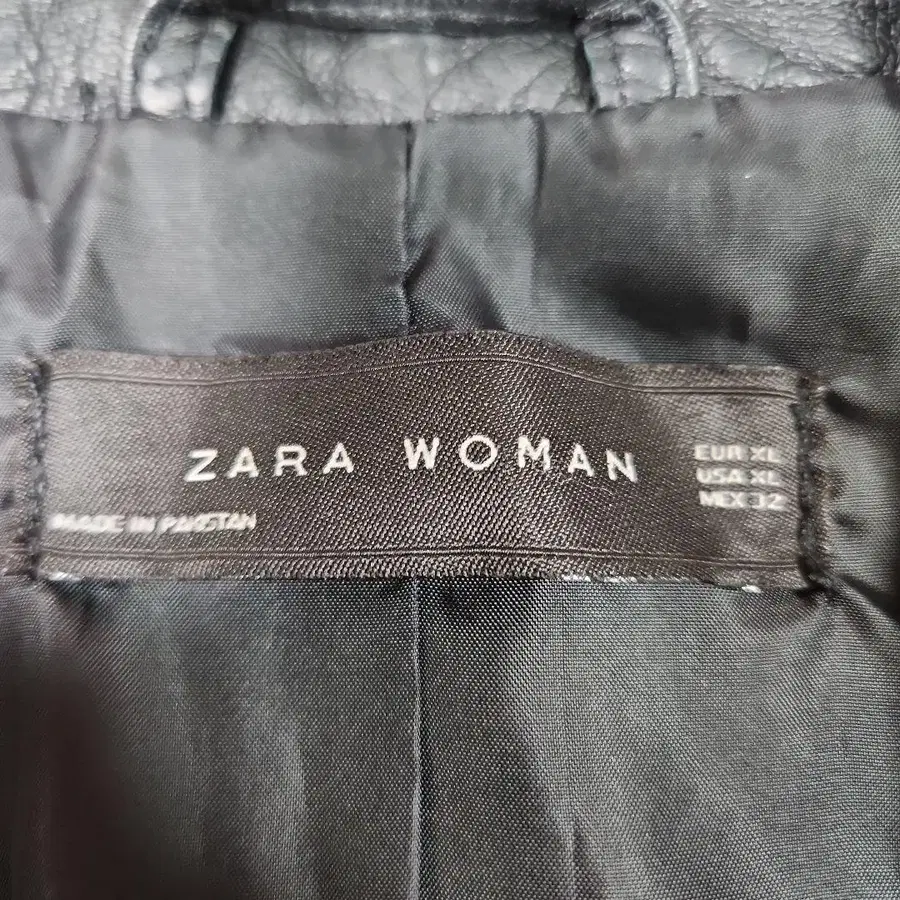 ZARA WOMAN
EUR XL
USA XL
MEX 32
MADE IN PAKISTAN